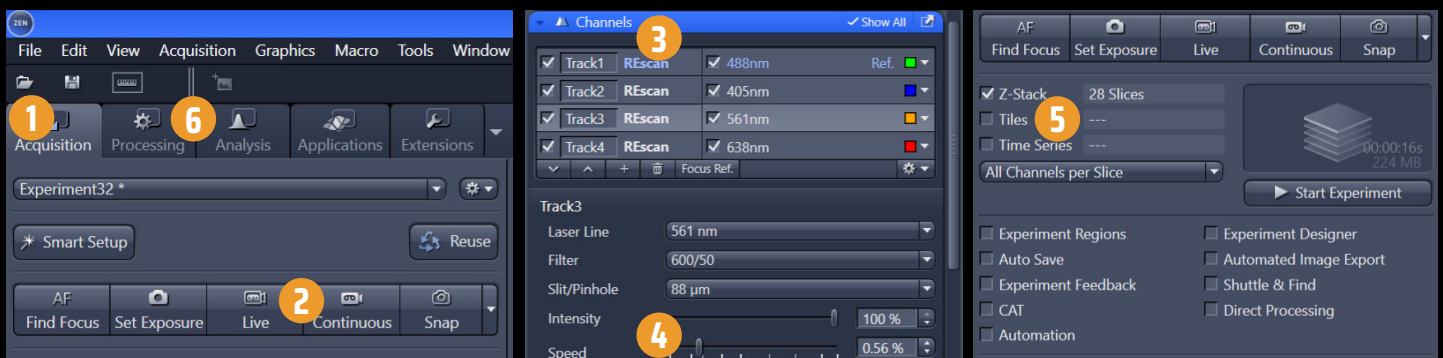 ZEN
File Edit View Acquisition Graphics Macro Tools Window
1
6
Acquisition Processing Analysis Applications Extensions
Experiment32 *
Smart Setup Reuse
2
AF
Find Focus Set Exposure Live Continuous Snap
Channels Show All
3
Track1 REscan 488nm Ref.
Track2 REscan 405nm
Track3 REscan 561nm
Track4 REscan 638nm
+ Focus Ref.
Track3
Laser Line 561 nm
Filter 600/50
Slit/Pinhole 88 µm
Intensity 100 %
4
Speed 0.56 %
AF
Find Focus Set Exposure Live Continuous Snap
Z-Stack 28 Slices
5
Tiles ---
Time Series ---
00:00:16s
224 MB
All Channels per Slice
Start Experiment
Experiment Regions Experiment Designer
Auto Save Automated Image Export
Experiment Feedback Shuttle & Find
CAT Direct Processing
Automation